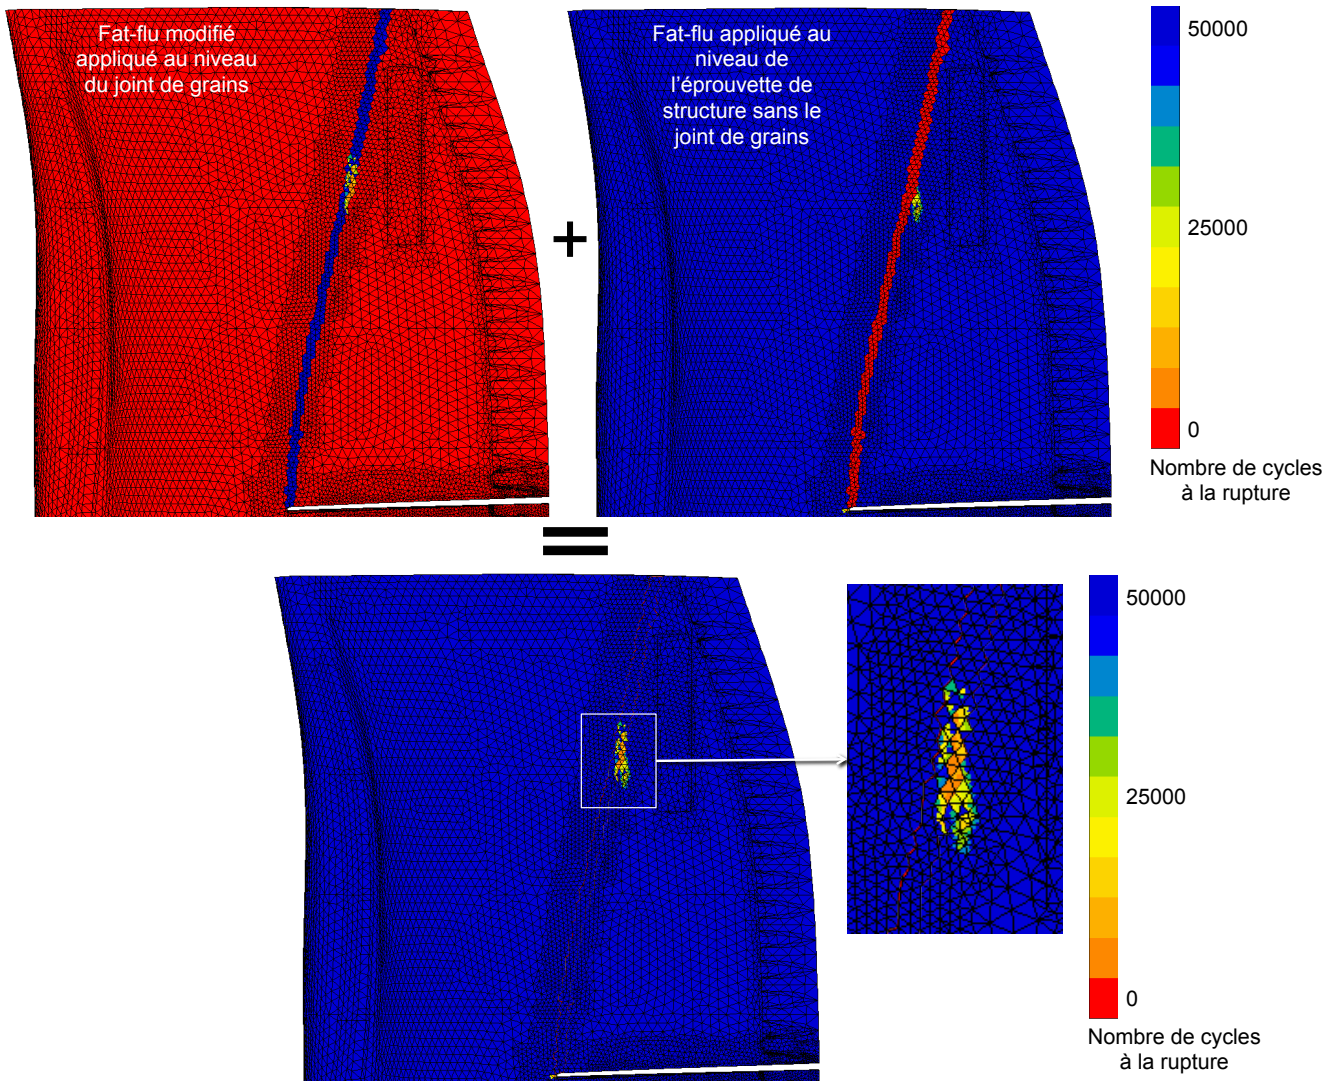 Fat-flu modifié
appliqué au niveau
du joint de grains
+
Fat-flu appliqué au
niveau de
l'éprouvette de
structure sans le
joint de grains
50000
25000
0
Nombre de cycles
à la rupture
=
50000
25000
0
Nombre de cycles
à la rupture